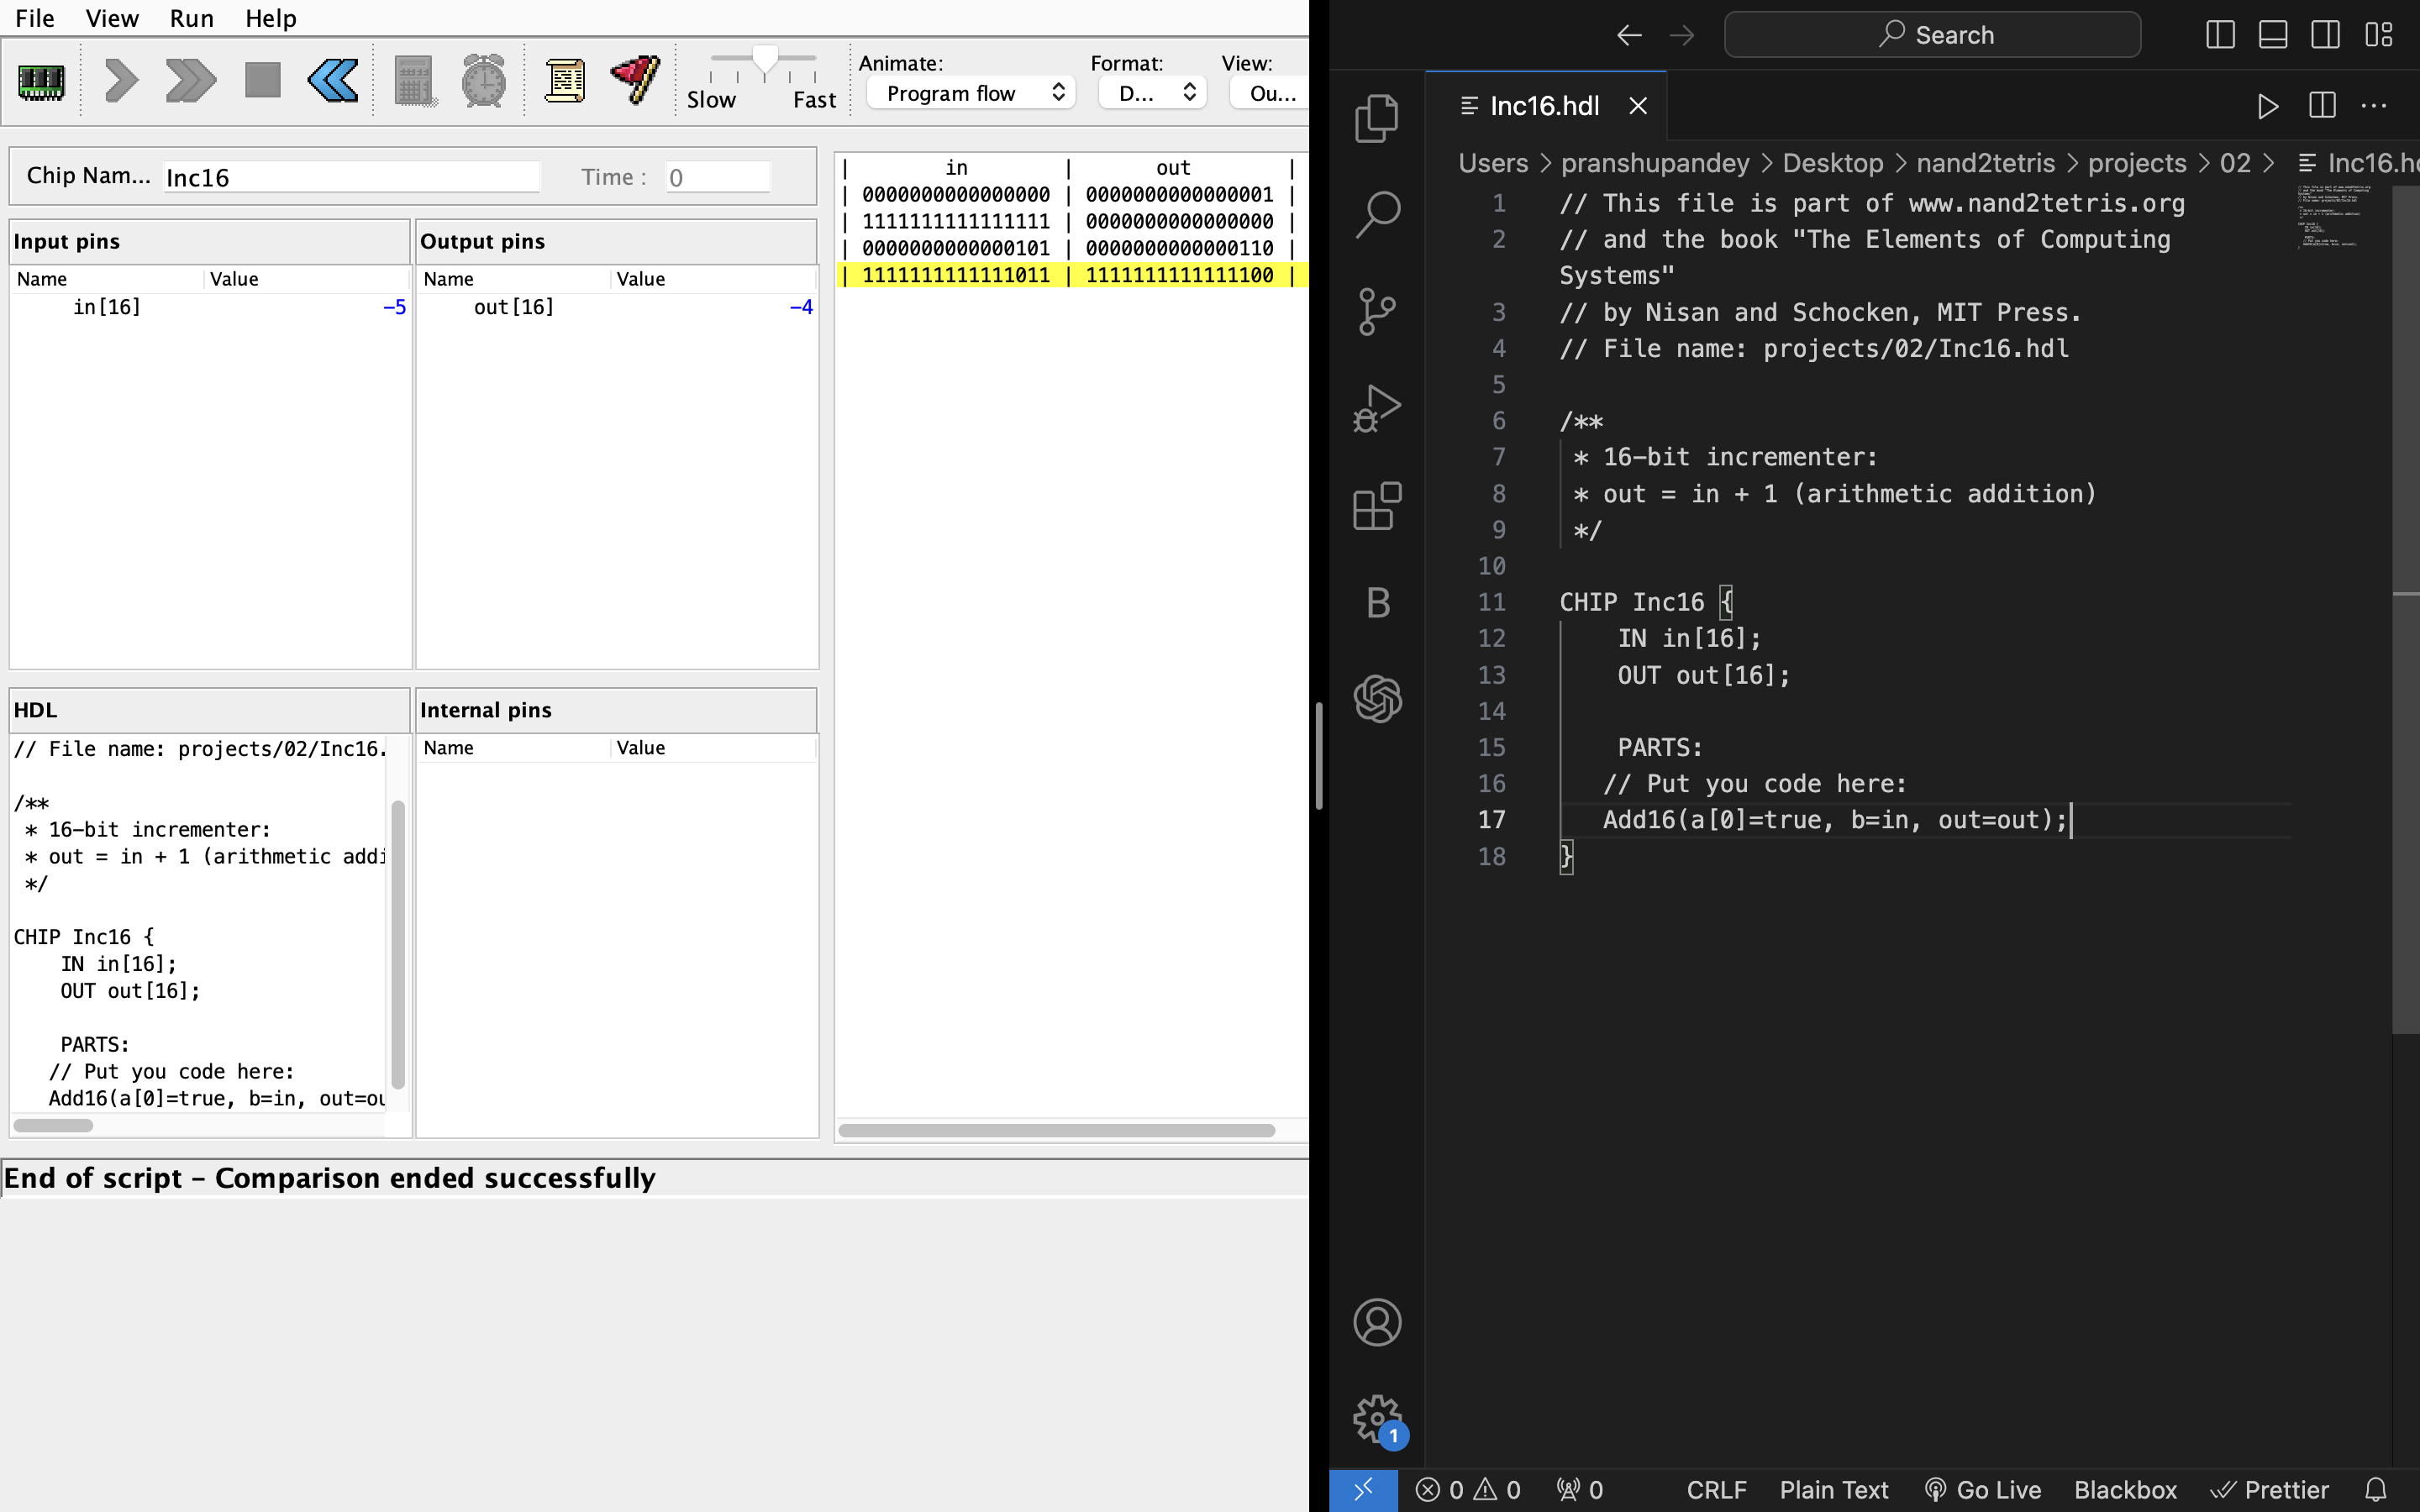 File View Run Help
Slow Fast
Animate: Format: View:
Program flow D... Ou...
Chip Nam... Inc16 Time : 0
Input pins
Name Value
in[16] -5
Output pins
Name Value
out[16] -4
HDL
// File name: projects/02/Inc16.
/**
* 16-bit incrementer:
* out = in + 1 (arithmetic addi
*/
CHIP Inc16 {
IN in[16];
OUT out[16];
PARTS:
// Put you code here:
Add16(a[0]=true, b=in, out=ou
Internal pins
Name Value
| in | out |
| 0000000000000000 | 0000000000000001 |
| 1111111111111111 | 0000000000000000 |
| 0000000000000101 | 0000000000000110 |
| 1111111111111011 | 1111111111111100 |
End of script - Comparison ended successfully
Search
Inc16.hdl
Users > pranshupandey > Desktop > nand2tetris > projects > 02 > Inc16.h
1 // This file is part of www.nand2tetris.org
2 // and the book "The Elements of Computing
Systems"
3 // by Nisan and Schocken, MIT Press.
4 // File name: projects/02/Inc16.hdl
5
6 /**
7 * 16-bit incrementer:
8 * out = in + 1 (arithmetic addition)
9 */
10
11 CHIP Inc16 {
12 IN in[16];
13 OUT out[16];
14
15 PARTS:
16 // Put you code here:
17 Add16(a[0]=true, b=in, out=out);
18 }
B
1
0 0 0 CRLF Plain Text Go Live Blackbox Prettier